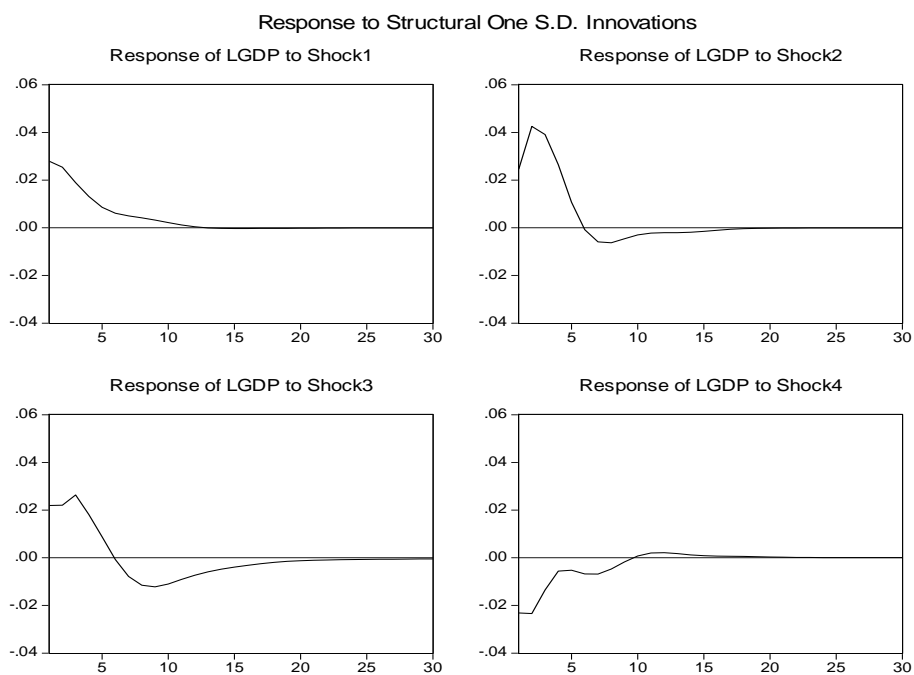 Response to Structural One S.D. Innovations
Response of LGDP to Shock1
.06
.04
.02
.00
-.02
-.04
5 10 15 20 25 30
Response of LGDP to Shock2
.06
.04
.02
.00
-.02
-.04
5 10 15 20 25 30
Response of LGDP to Shock3
.06
.04
.02
.00
-.02
-.04
5 10 15 20 25 30
Response of LGDP to Shock4
.06
.04
.02
.00
-.02
-.04
5 10 15 20 25 30